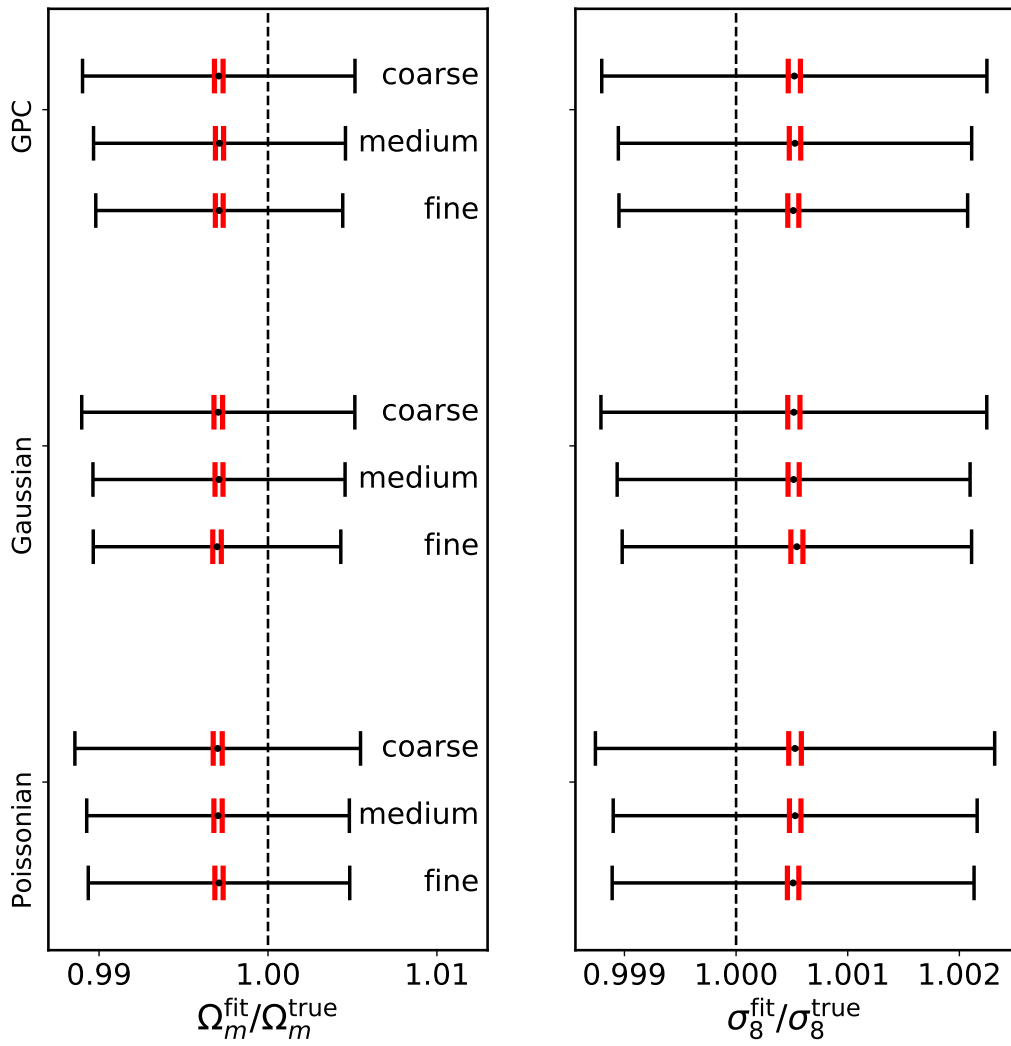 GPC
coarse
medium
fine
Gaussian
coarse
medium
fine
Poissonian
coarse
medium
fine
0.99 1.00 1.01
0.999 1.000 1.001 1.002
Ω_m^fit/Ω_m^true
σ_8^fit/σ_8^true